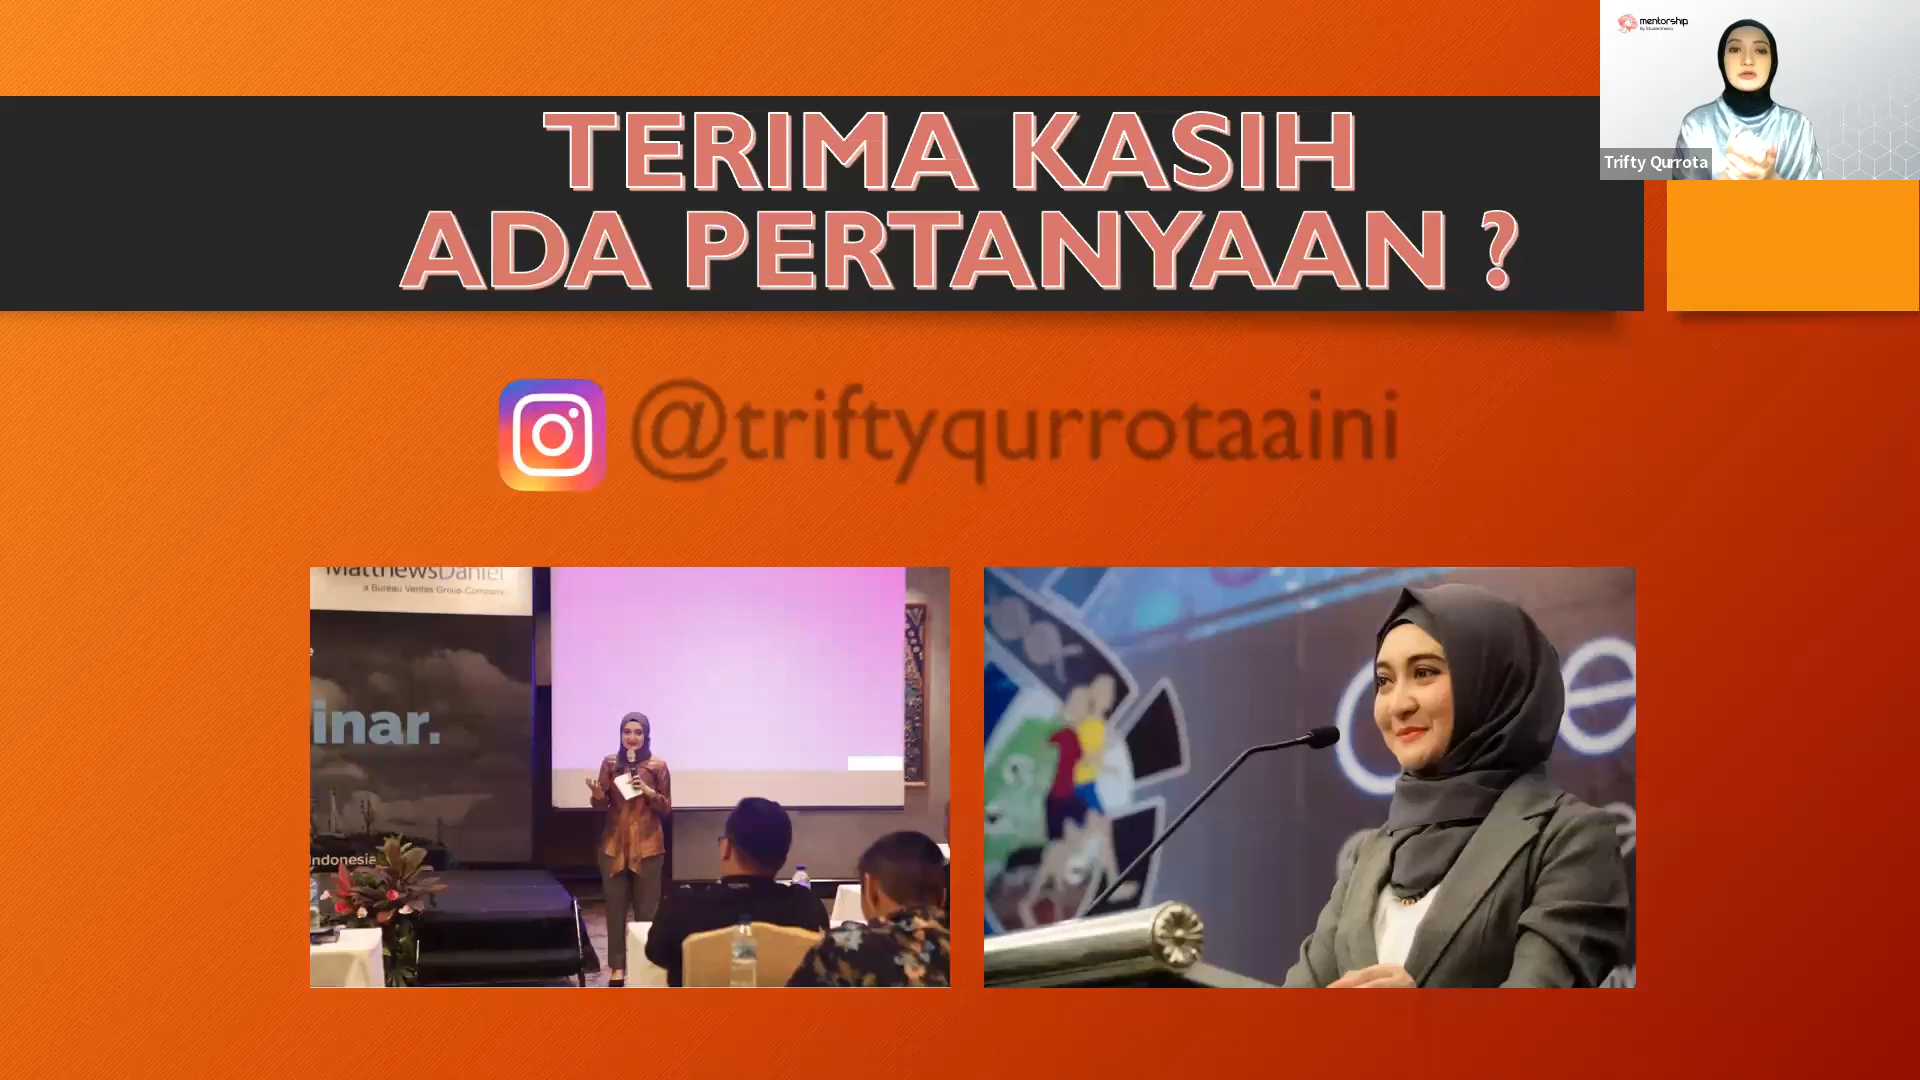 mentorship
TERIMA KASIH
ADA PERTANYAAN ?
Trifty Qurrota
@triftyqurrotaaini
MatthewsDaniel
a Bureau Veritas Group Company
inar.
Indonesia